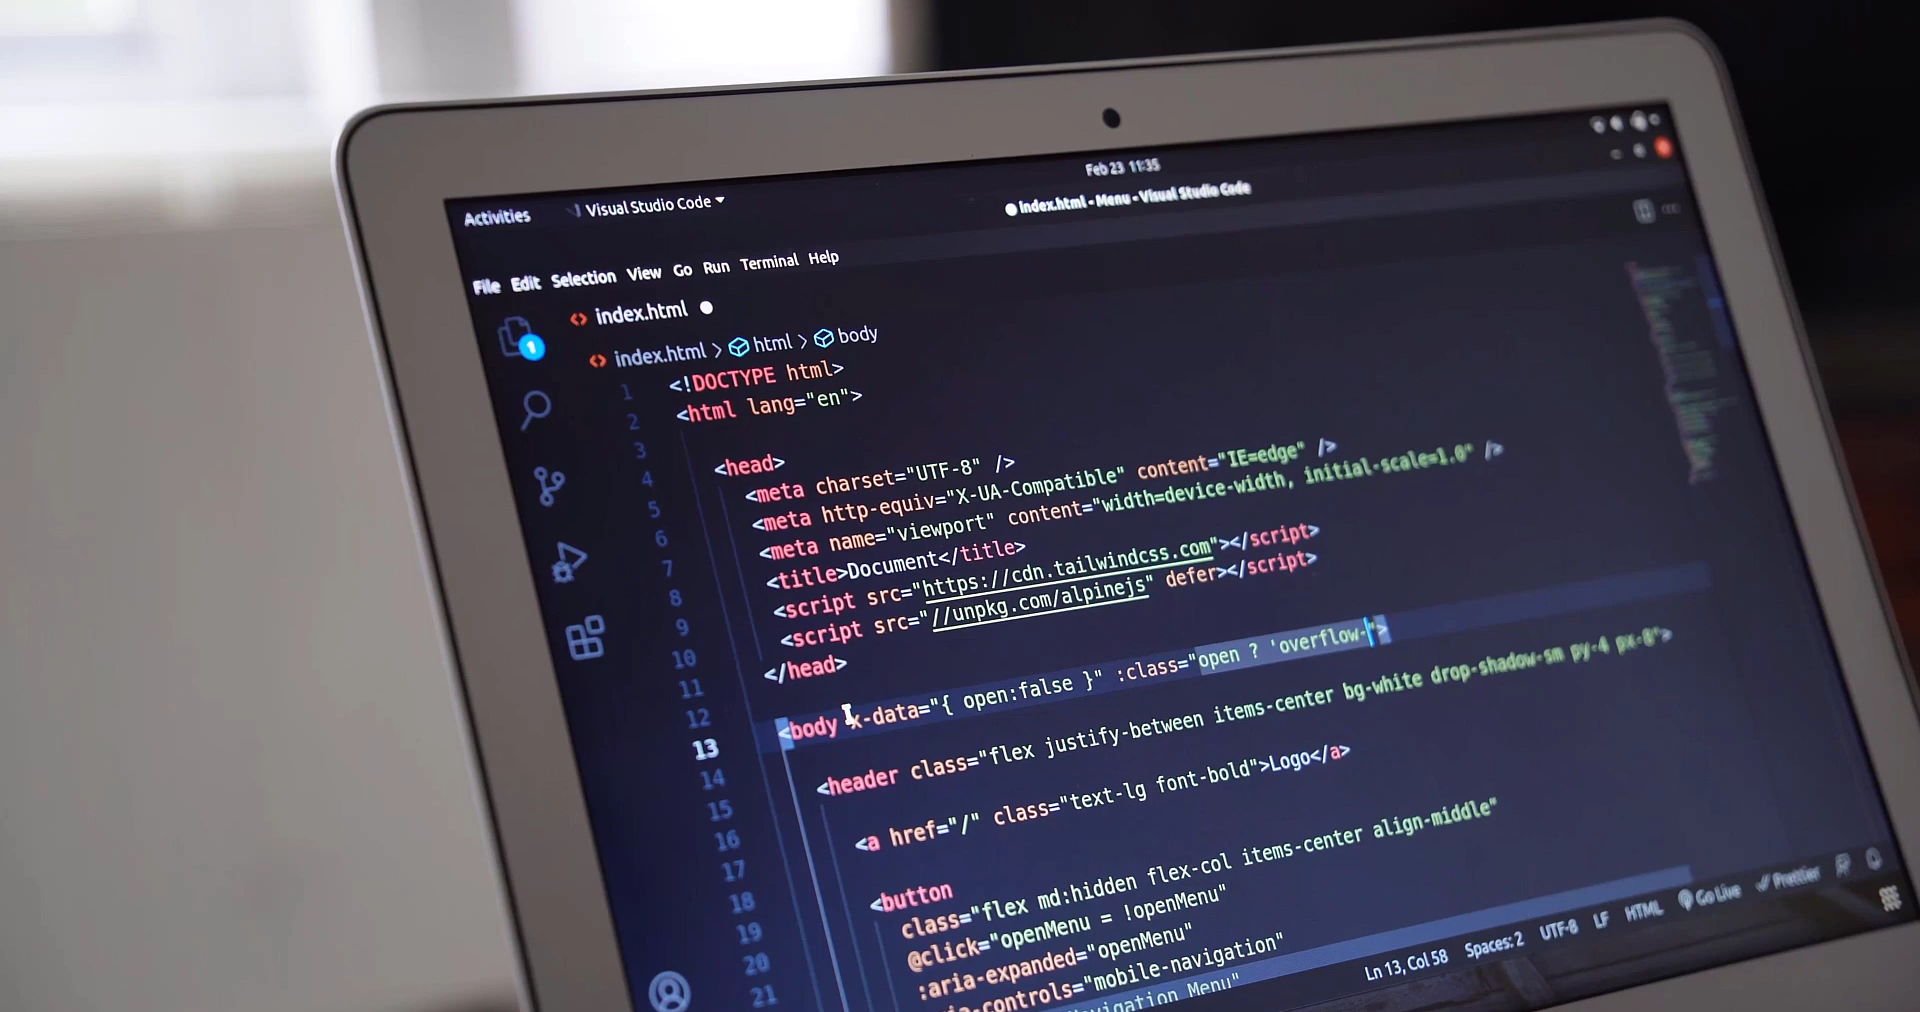 Feb 23 11:35
Activities Visual Studio Code
index.html - Menu - Visual Studio Code
File Edit Selection View Go Run Terminal Help
index.html
1
index.html > html > body
1 <!DOCTYPE html>
2 <html lang="en">
3
4 <head>
5 <meta charset="UTF-8" />
6 <meta http-equiv="X-UA-Compatible" content="IE=edge" />
7 <meta name="viewport" content="width=device-width, initial-scale=1.0" />
8 <title>Document</title>
9 <script src="https://cdn.tailwindcss.com"></script>
10 <script src="//unpkg.com/alpinejs" defer></script>
11 </head>
12
13 <body x-data="{ open:false }" :class="open ? 'overflow-">
14
15 <header class="flex justify-between items-center bg-white drop-shadow-sm py-4 px-8">
16
17 <a href="/" class="text-lg font-bold">Logo</a>
18
19 <button
20 class="flex md:hidden flex-col items-center align-middle"
21 @click="openMenu = !openMenu"
:aria-expanded="openMenu"
controls="mobile-navigation"
Navigation Menu"
Ln 13, Col 58 Spaces: 2 UTF-8 LF HTML Go Live Prettier